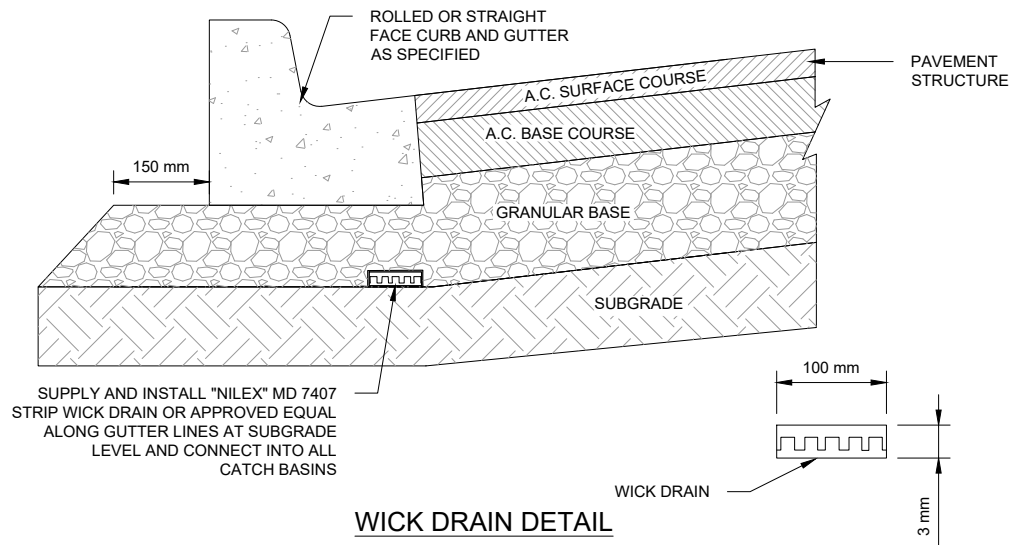 ROLLED OR STRAIGHT
FACE CURB AND GUTTER
AS SPECIFIED
PAVEMENT
STRUCTURE
A.C. SURFACE COURSE
A.C. BASE COURSE
150 mm
GRANULAR BASE
SUBGRADE
SUPPLY AND INSTALL "NILEX" MD 7407
STRIP WICK DRAIN OR APPROVED EQUAL
ALONG GUTTER LINES AT SUBGRADE
LEVEL AND CONNECT INTO ALL
CATCH BASINS
100 mm
WICK DRAIN
3 mm
WICK DRAIN DETAIL